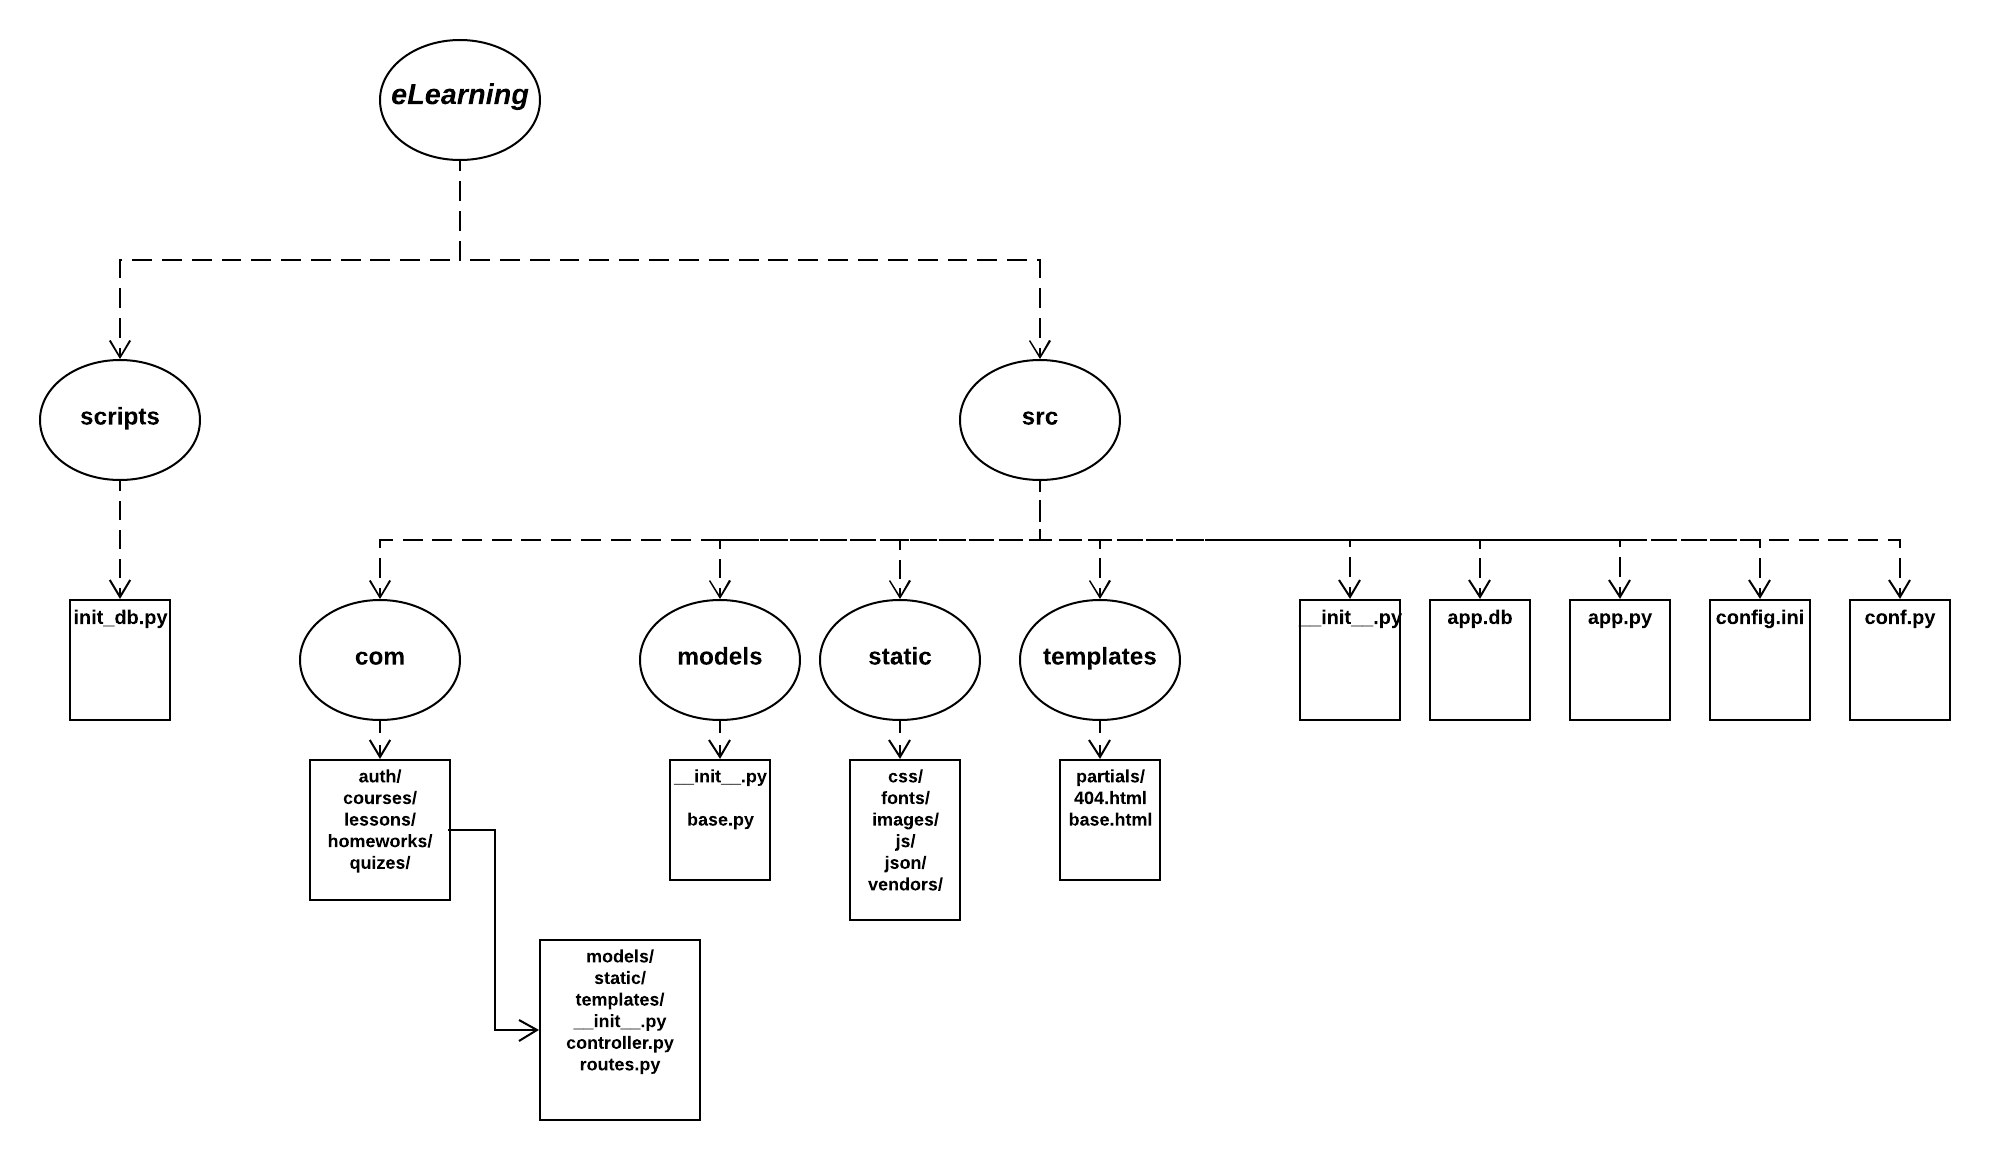 eLearning
scripts
src
init_db.py
com
models
static
templates
__init__.py
app.db
app.py
config.ini
conf.py
auth/
courses/
lessons/
homeworks/
quizes/
__init__.py
base.py
css/
fonts/
images/
js/
json/
vendors/
partials/
404.html
base.html
models/
static/
templates/
__init__.py
controller.py
routes.py